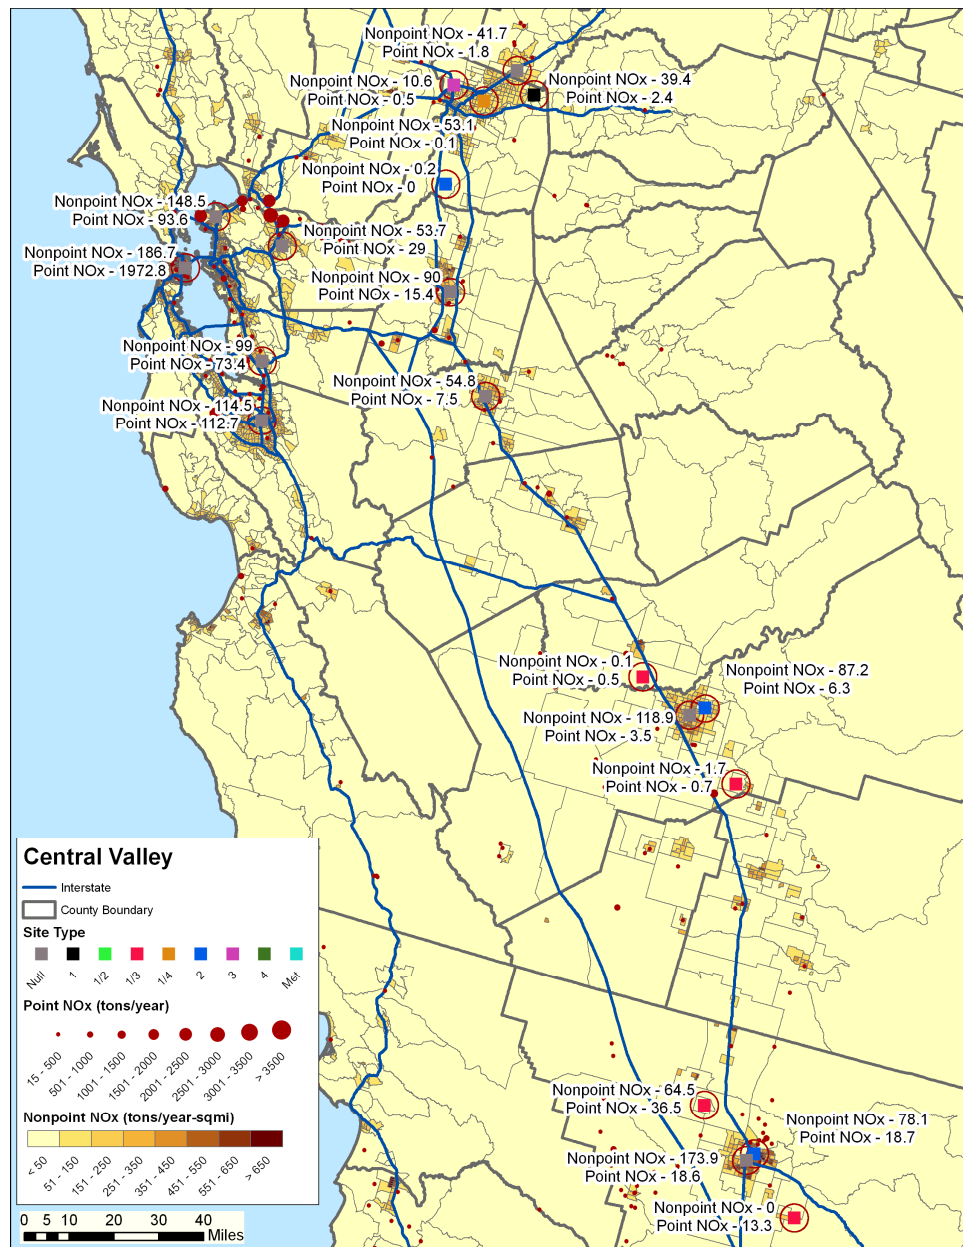 Nonpoint NOx - 41.7
Point NOx - 1.8
Nonpoint NOx - 10.6
Point NOx - 0.5
Nonpoint NOx - 39.4
Point NOx - 2.4
Nonpoint NOx - 53.1
Point NOx - 0.1
Nonpoint NOx - 0.2
Point NOx - 0
Nonpoint NOx - 148.5
Point NOx - 93.6
Nonpoint NOx - 53.7
Point NOx - 29
Nonpoint NOx - 186.7
Point NOx - 1972.8
Nonpoint NOx - 90
Point NOx - 15.4
Nonpoint NOx - 99
Point NOx - 73.4
Nonpoint NOx - 54.8
Point NOx - 7.5
Nonpoint NOx - 114.5
Point NOx - 112.7
Nonpoint NOx - 0.1
Point NOx - 0.5
Nonpoint NOx - 87.2
Point NOx - 6.3
Nonpoint NOx - 118.9
Point NOx - 3.5
Nonpoint NOx - 1.7
Point NOx - 0.7
Central Valley
Interstate
County Boundary
Site Type
Null 1 1/2 1/3 1/4 2 3 4 Met
Point NOx (tons/year)
15 - 500 501 - 1000 1001 - 1500 1501 - 2000 2001 - 2500 2501 - 3000 3001 - 3500 > 3500
Nonpoint NOx (tons/year-sqmi)
< 50 51 - 150 151 - 250 251 - 350 351 - 450 451 - 550 551 - 650 > 650
0 5 10 20 30 40
Miles
Nonpoint NOx - 64.5
Point NOx - 36.5
Nonpoint NOx - 78.1
Point NOx - 18.7
Nonpoint NOx - 173.9
Point NOx - 18.6
Nonpoint NOx - 0
Point NOx - 13.3